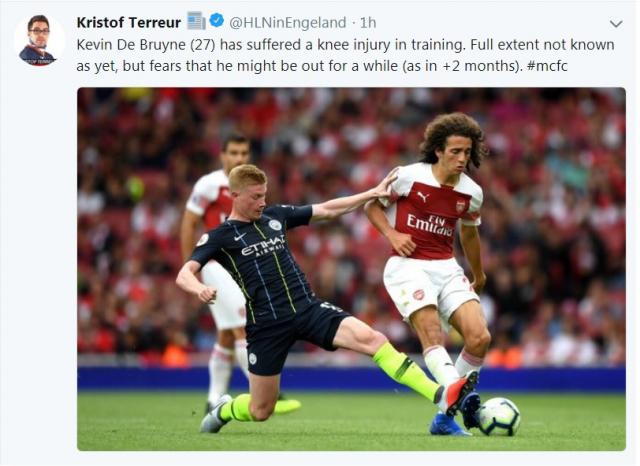 Kristof Terreur @HLNinEngeland · 1h
Kevin De Bruyne (27) has suffered a knee injury in training. Full extent not known
as yet, but fears that he might be out for a while (as in +2 months). #mcfc
ETIHAD
AIRWAYS
Fly
Emirates